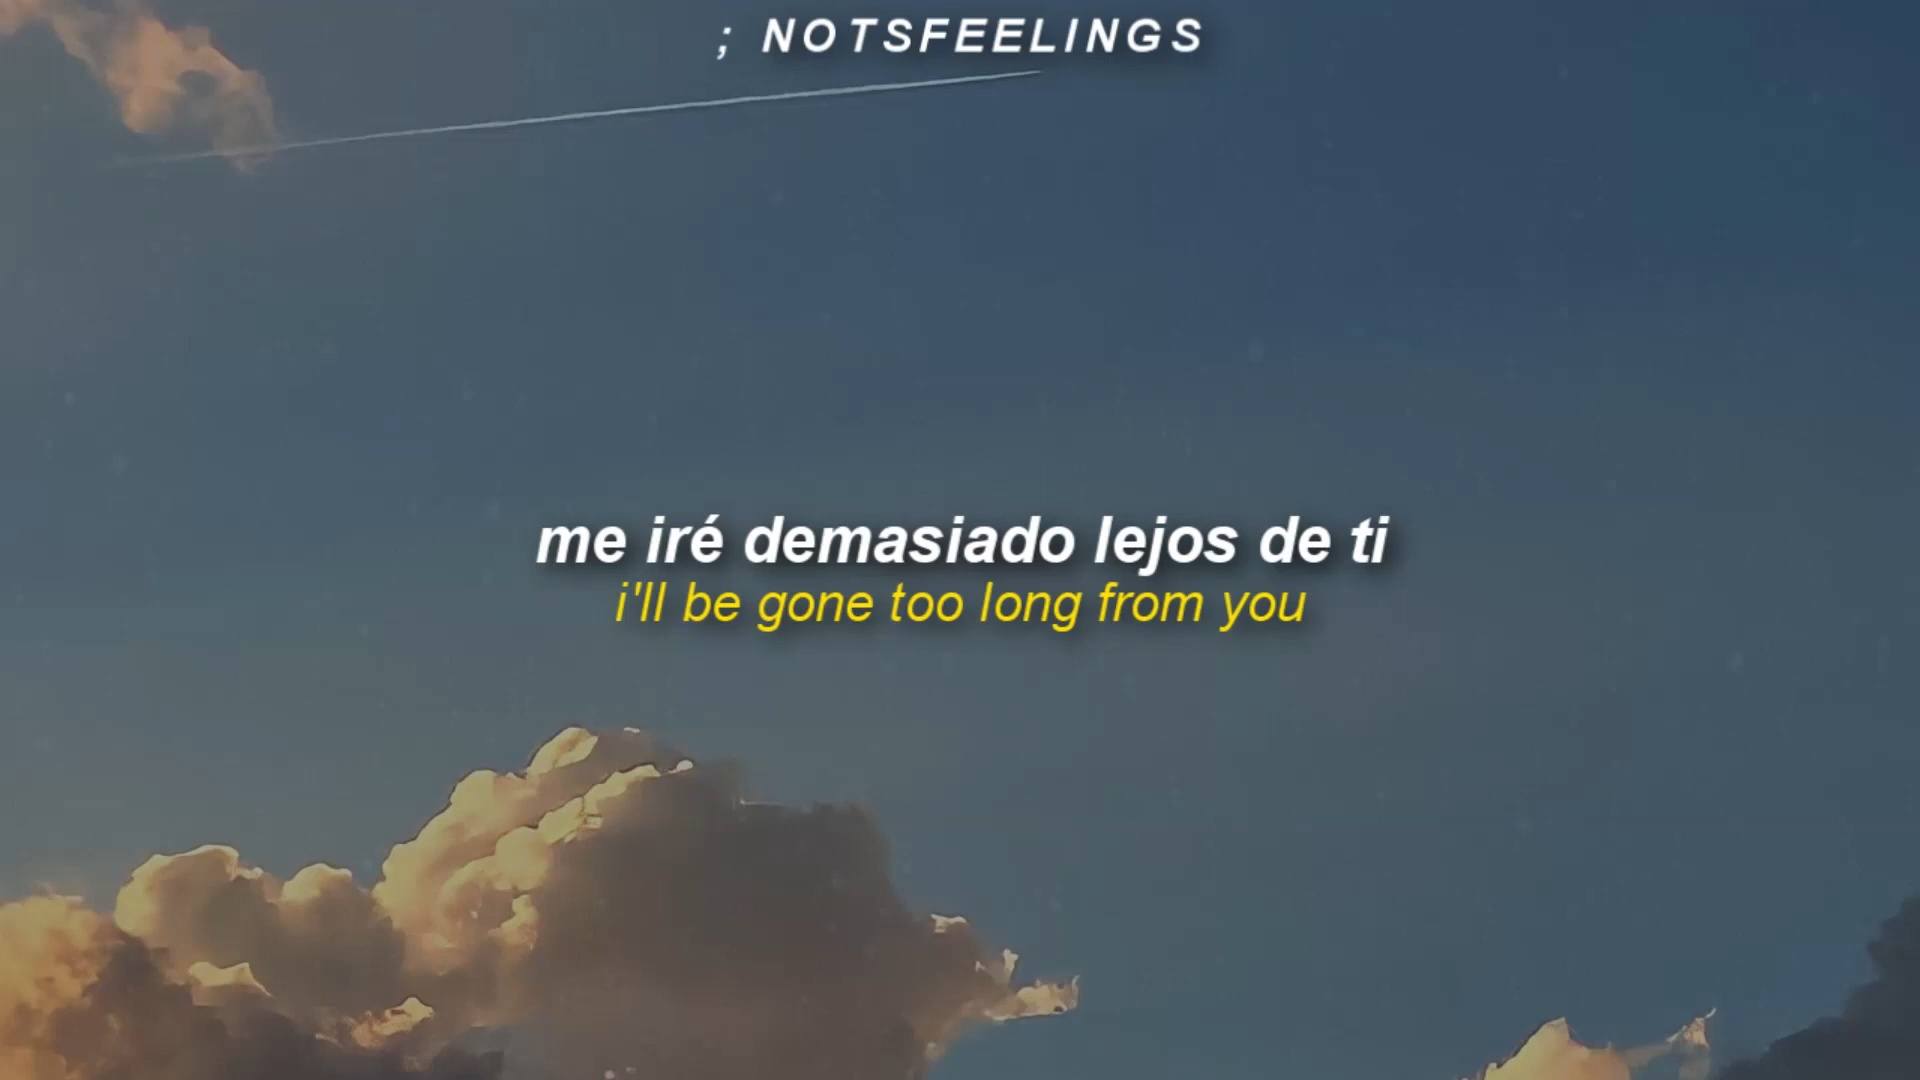 ; NOTSFEELINGS
me iré demasiado lejos de ti
i'll be gone too long from you